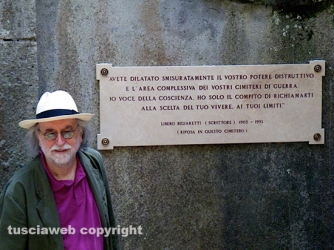 "AVETE DILATATO SMISURATAMENTE IL VOSTRO POTERE DISTRUTTIVO
E L'AREA COMPLESSIVA DEI VOSTRI CIMITERI DI GUERRA
IO VOCE DELLA COSCIENZA, HO SOLO IL COMPITO DI RICHIAMARTI
ALLA SCELTA DEL TUO VIVERE, AI TUOI LIMITI"
LIBERO BIGIARETTI (SCRITTORE) 1905 - 1993
(RIPOSA IN QUESTO CIMITERO)
tusciaweb copyright